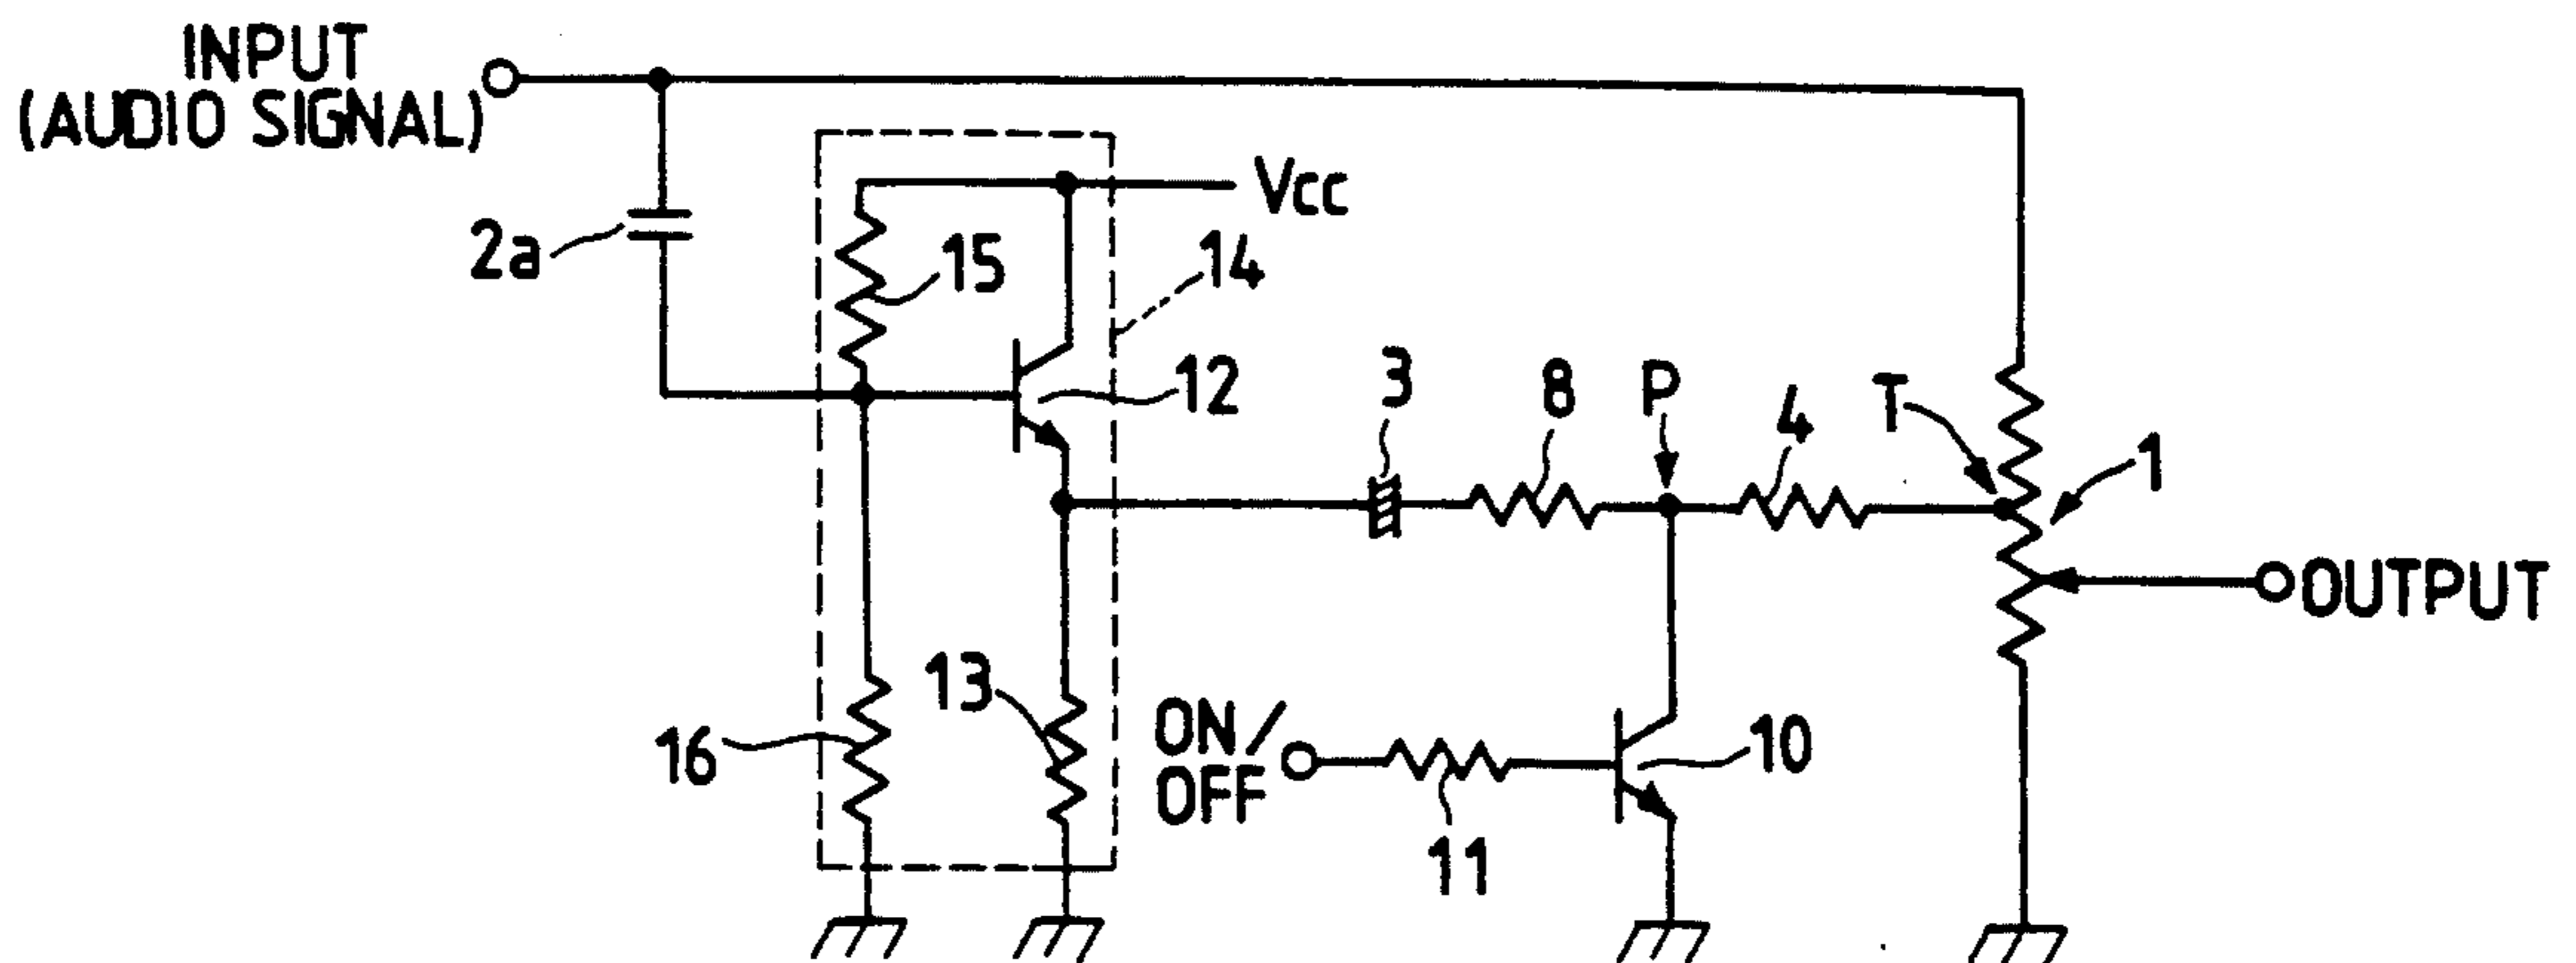 INPUT
(AUDIO SIGNAL)
Vcc
2a
15
14
12
3
8
P
4
T
1
OUTPUT
13
16
ON/
OFF
10
11